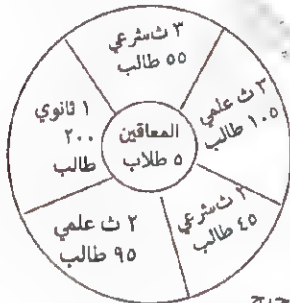 ٣ ث شرعي
٥٥ طالب
٣ ث علمي
١٠٥ طالب
١ ثانوي
٢٠٠
طالب
المعاقين
٥ طلاب
٢ ث شرعي
٤٥ طالب
٢ ث علمي
٩٥ طالب